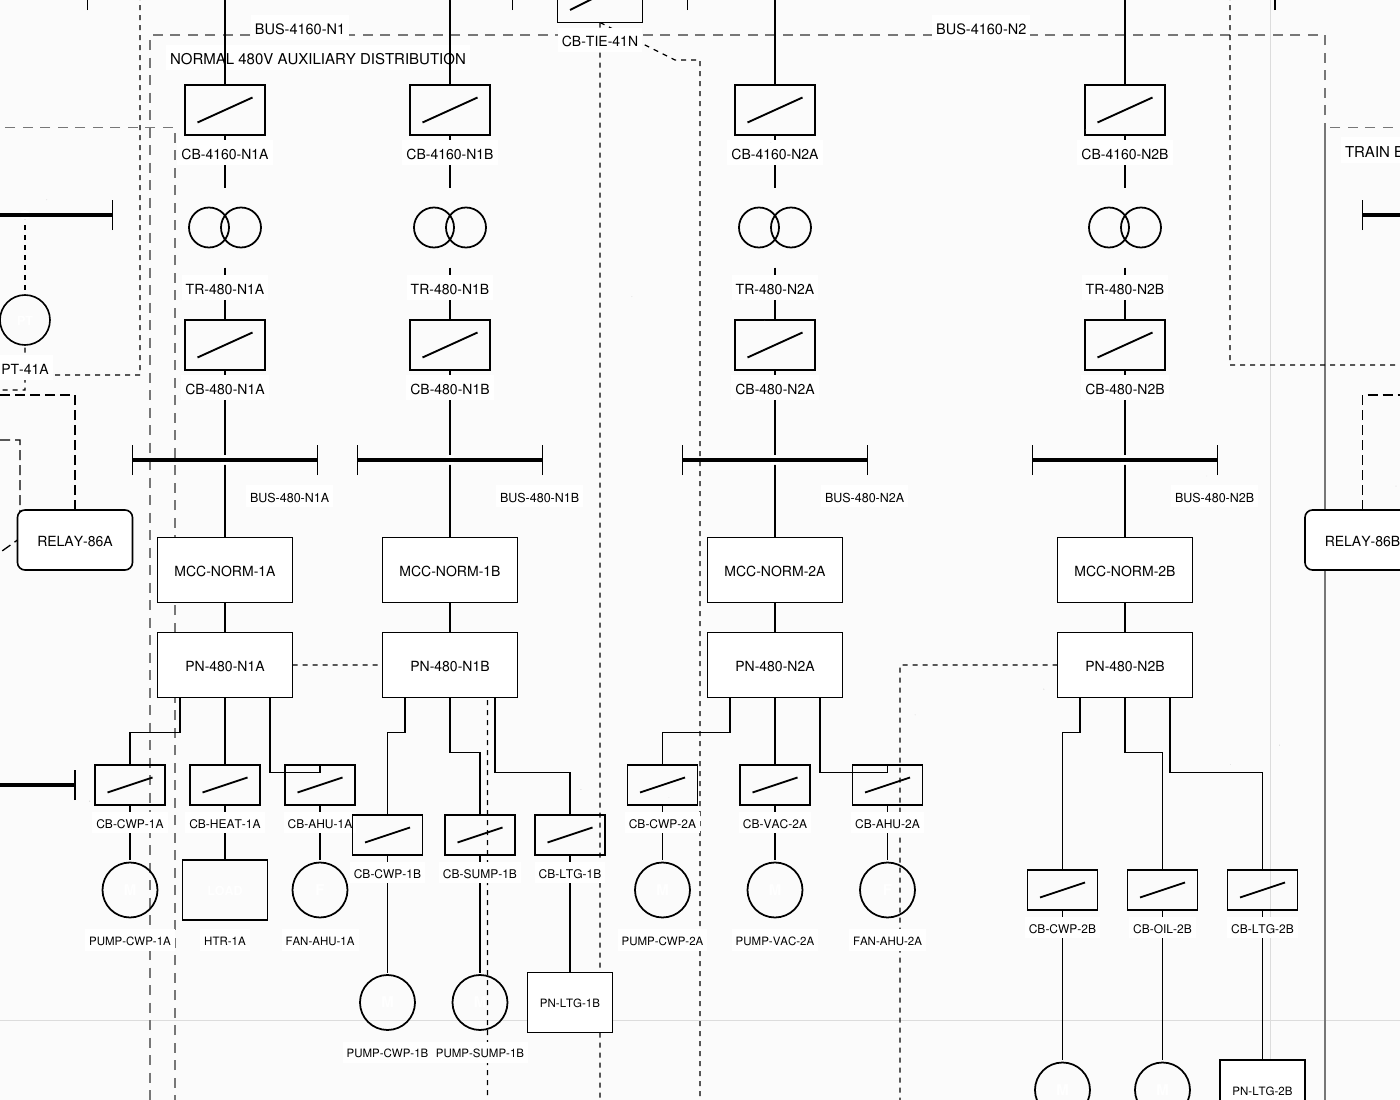 BUS-4160-N1
BUS-4160-N2
CB-TIE-41N
NORMAL 480V AUXILIARY DISTRIBUTION
CB-4160-N1A
CB-4160-N1B
CB-4160-N2A
CB-4160-N2B
TRAIN
TR-480-N1A
TR-480-N1B
TR-480-N2A
TR-480-N2B
PT-41A
CB-480-N1A
CB-480-N1B
CB-480-N2A
CB-480-N2B
BUS-480-N1A
BUS-480-N1B
BUS-480-N2A
BUS-480-N2B
RELAY-86A
RELAY-86B
MCC-NORM-1A
MCC-NORM-1B
MCC-NORM-2A
MCC-NORM-2B
PN-480-N1A
PN-480-N1B
PN-480-N2A
PN-480-N2B
CB-CWP-1A
CB-HEAT-1A
CB-AHU-1A
CB-CWP-2A
CB-VAC-2A
CB-AHU-2A
CB-CWP-1B
CB-SUMP-1B
CB-LTG-1B
CB-CWP-2B
CB-OIL-2B
CB-LTG-2B
PUMP-CWP-1A
HTR-1A
FAN-AHU-1A
PUMP-CWP-2A
PUMP-VAC-2A
FAN-AHU-2A
PN-LTG-1B
PUMP-CWP-1B
PUMP-SUMP-1B
PN-LTG-2B